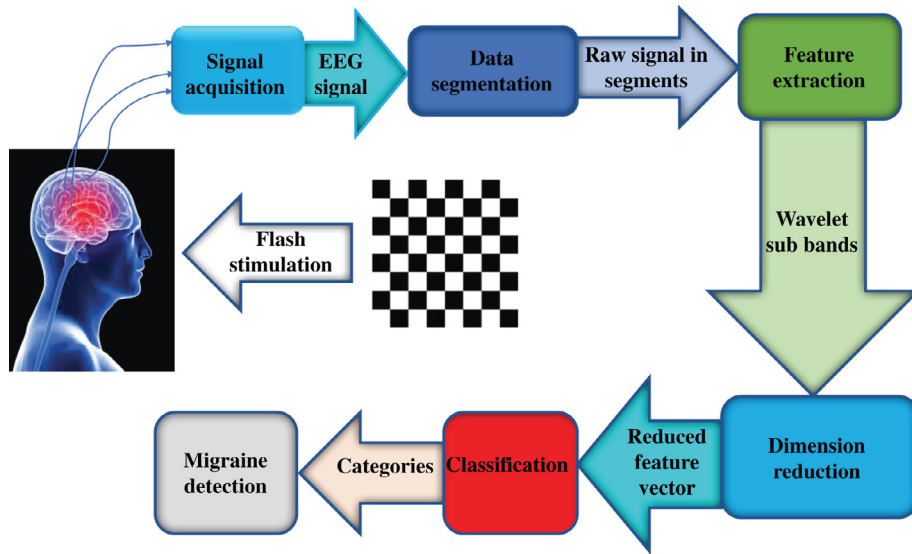 Signal
acquisition
EEG
signal
Data
segmentation
Raw signal in
segments
Feature
extraction
Flash
stimulation
Wavelet
sub bands
Migraine
detection
Categories
Classification
Reduced
feature
vector
Dimension
reduction